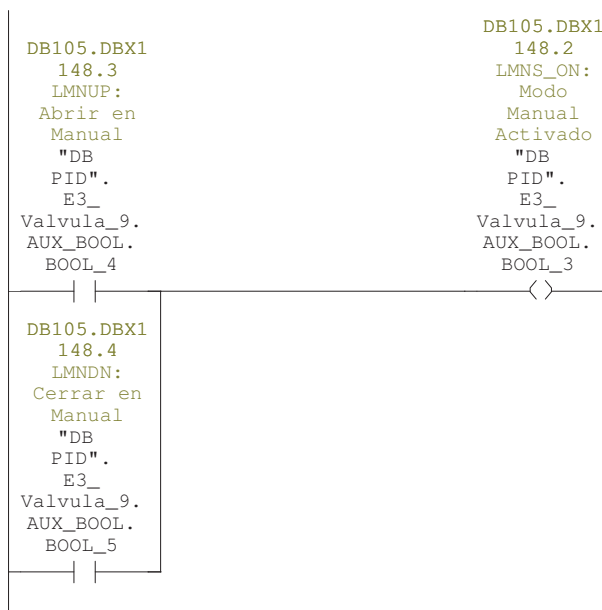 DB105.DBX1
148.3
LMNUP:
Abrir en
Manual
"DB
PID".
E3_
Valvula_9.
AUX_BOOL.
BOOL_4
DB105.DBX1
148.2
LMNS_ON:
Modo
Manual
Activado
"DB
PID".
E3_
Valvula_9.
AUX_BOOL.
BOOL_3
DB105.DBX1
148.4
LMNDN:
Cerrar en
Manual
"DB
PID".
E3_
Valvula_9.
AUX_BOOL.
BOOL_5